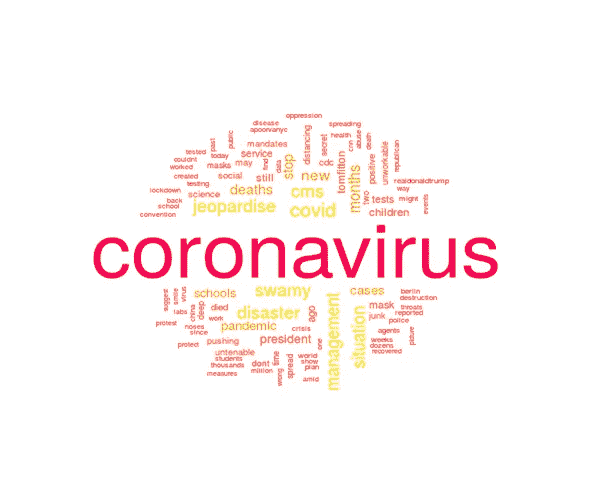 oppression
disease
apoorvanyc
spreading
past
public
mandates
distancing
secret
health
cnn
abuse
death
tested
today
service
stop
data
find
cdc
tomfitton
positive
unworkable
republican
couldnt
worked
masks
may
created
social
still
new
months
two
realdonaldtrump
way
lockdown
testing
science
deaths
cms
tests
might
events
back
school
jeopardise
covid
children
convention
coronavirus
suggest
smile
virus
schools
swamy
cases
berlin
destruction
labs
china
deep
died
work
disaster
ago
management
situation
mask
threats
reported
junk
police
protest
noses
since
pandemic
crisis
agents
picture
protect
pushing
president
one
weeks
dozens
recovered
untenable
students
thousands
measures
dont
million
time
wrong
spread
world
show
plan
amid